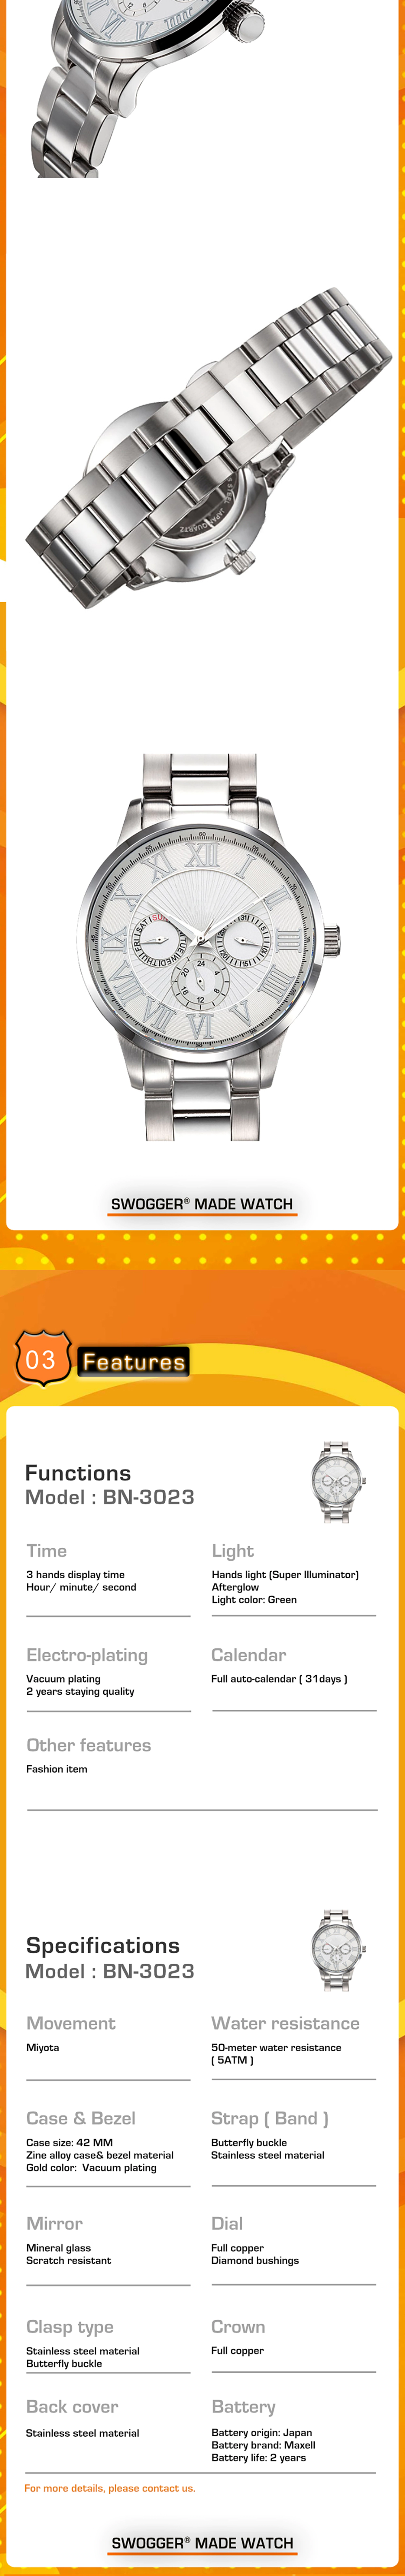 STEEL JAPAN QUARTZ
60
XII
I
SWOGGER® MADE WATCH
03 Features
Functions
Model : BN-3023
Time
3 hands display time
Hour/ minute/ second
Light
Hands light (Super Illuminator)
Afterglow
Light color: Green
Electro-plating
Vacuum plating
2 years staying quality
Calendar
Full auto-calendar ( 31days )
Other features
Fashion item
Specifications
Model : BN-3023
Movement
Miyota
Water resistance
50-meter water resistance
( 5ATM )
Case & Bezel
Case size: 42 MM
Zine alloy case& bezel material
Gold color:  Vacuum plating
Strap ( Band )
Butterfly buckle
Stainless steel material
Mirror
Mineral glass
Scratch resistant
Dial
Full copper
Diamond bushings
Clasp type
Stainless steel material
Butterfly buckle
Crown
Full copper
Back cover
Stainless steel material
Battery
Battery origin: Japan
Battery brand: Maxell
Battery life: 2 years
For more details, please contact us.
SWOGGER® MADE WATCH